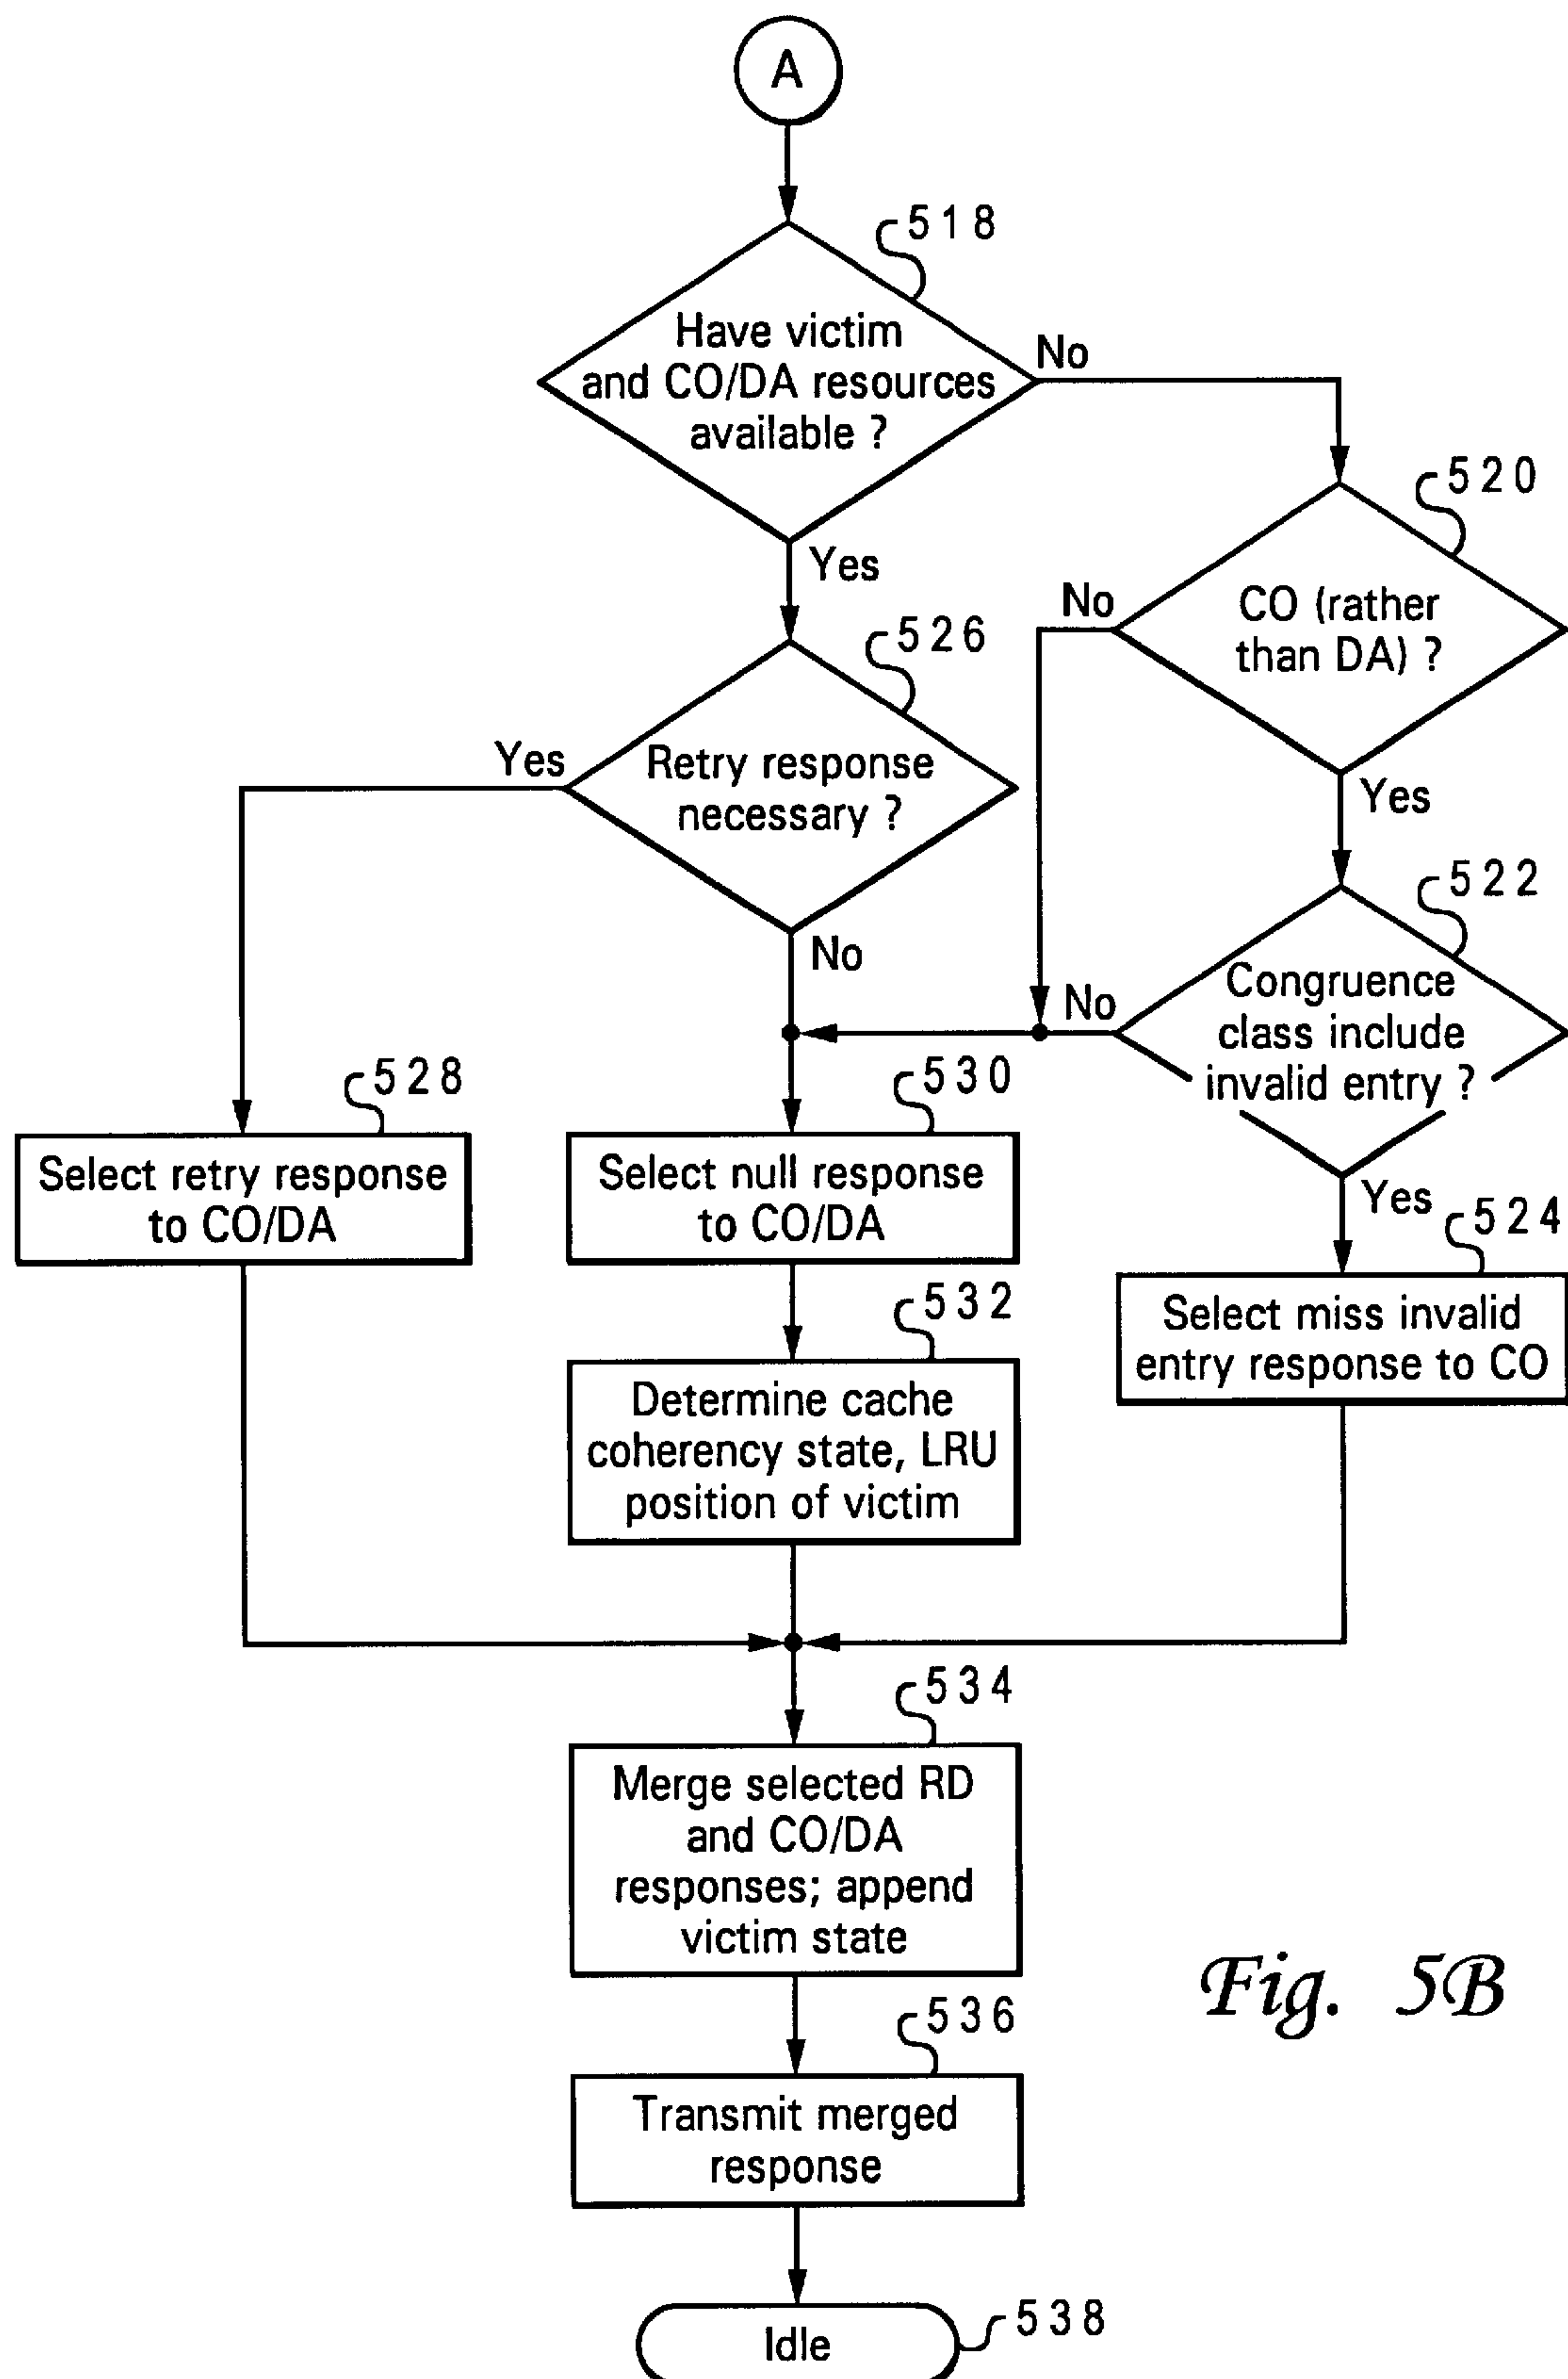 A
518
Have victim
and CO/DA resources
available ?
No
520
Yes
CO (rather
than DA) ?
No
526
Yes
Retry response
necessary ?
Yes
522
No
Congruence
class include
invalid entry ?
No
528
530
Select retry response
to CO/DA
Select null response
to CO/DA
Yes
524
532
Select miss invalid
entry response to CO
Determine cache
coherency state, LRU
position of victim
534
Merge selected RD
and CO/DA
responses; append
victim state
Fig. 5B
536
Transmit merged
response
538
Idle